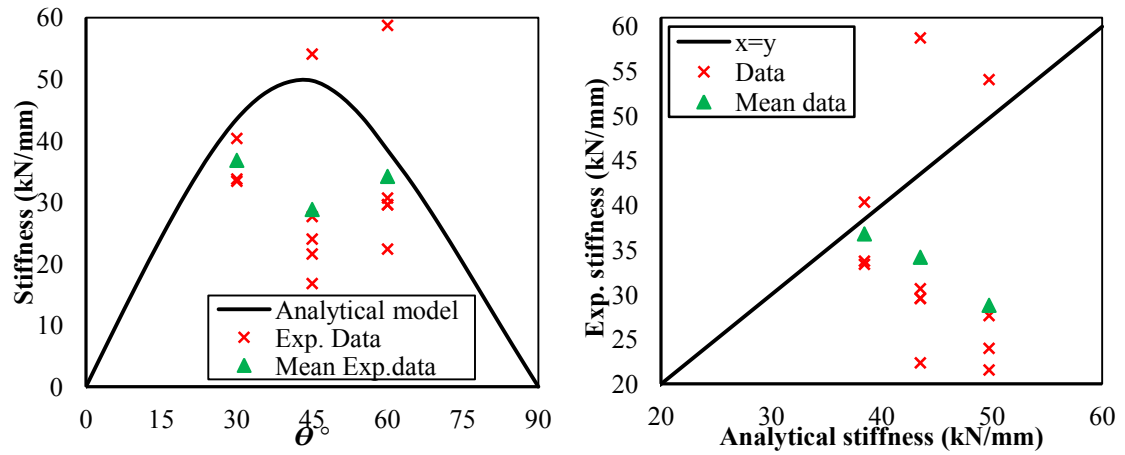 Stiffness (kN/mm)
60
50
40
30
20
10
0
Analytical model
Exp. Data
Mean Exp.data
0 15 30 45 60 75 90
Θ °
Exp. stiffness (kN/mm)
60
55
50
45
40
35
30
25
20
x=y
Data
Mean data
20 30 40 50 60
Analytical stiffness (kN/mm)